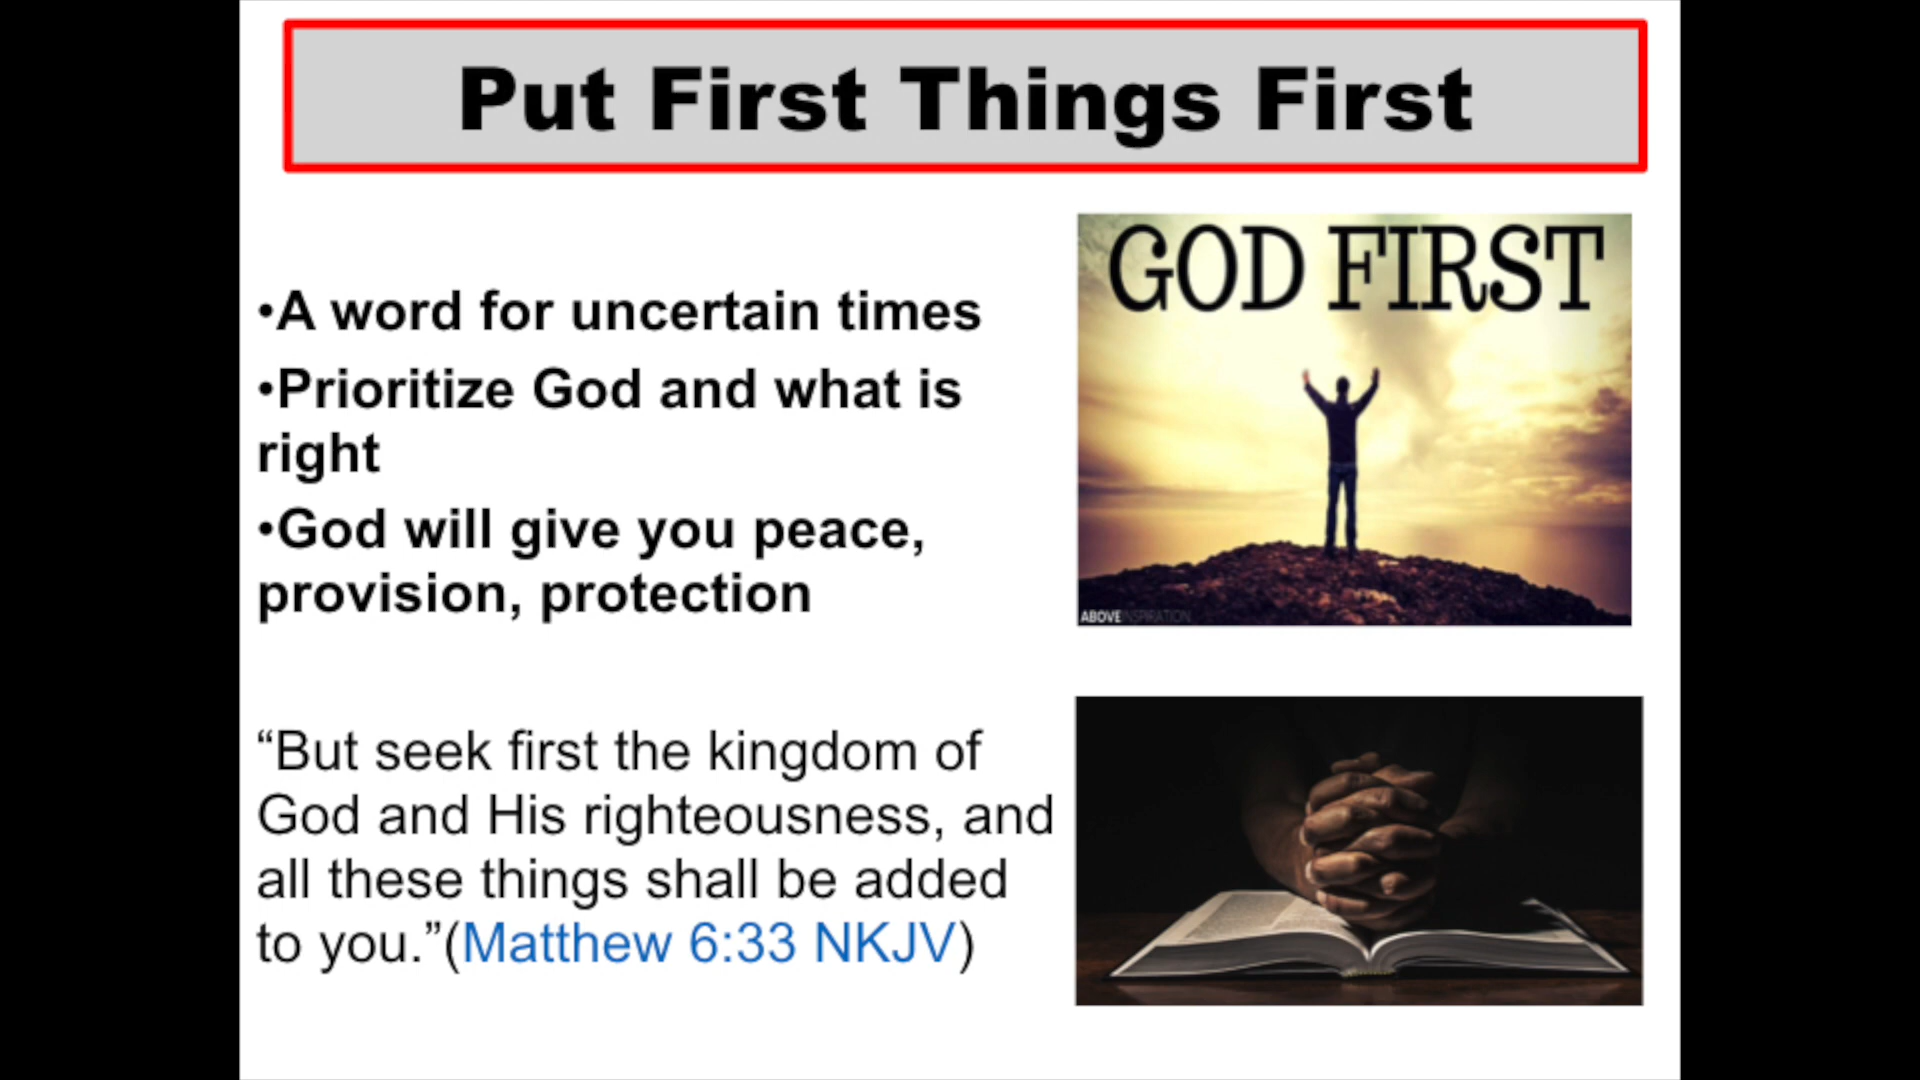 Put First Things First
•A word for uncertain times
•Prioritize God and what is
right
•God will give you peace,
provision, protection
“But seek first the kingdom of
God and His righteousness, and
all these things shall be added
to you.”(Matthew 6:33 NKJV)
GOD FIRST
ABOVEINSPIRATION